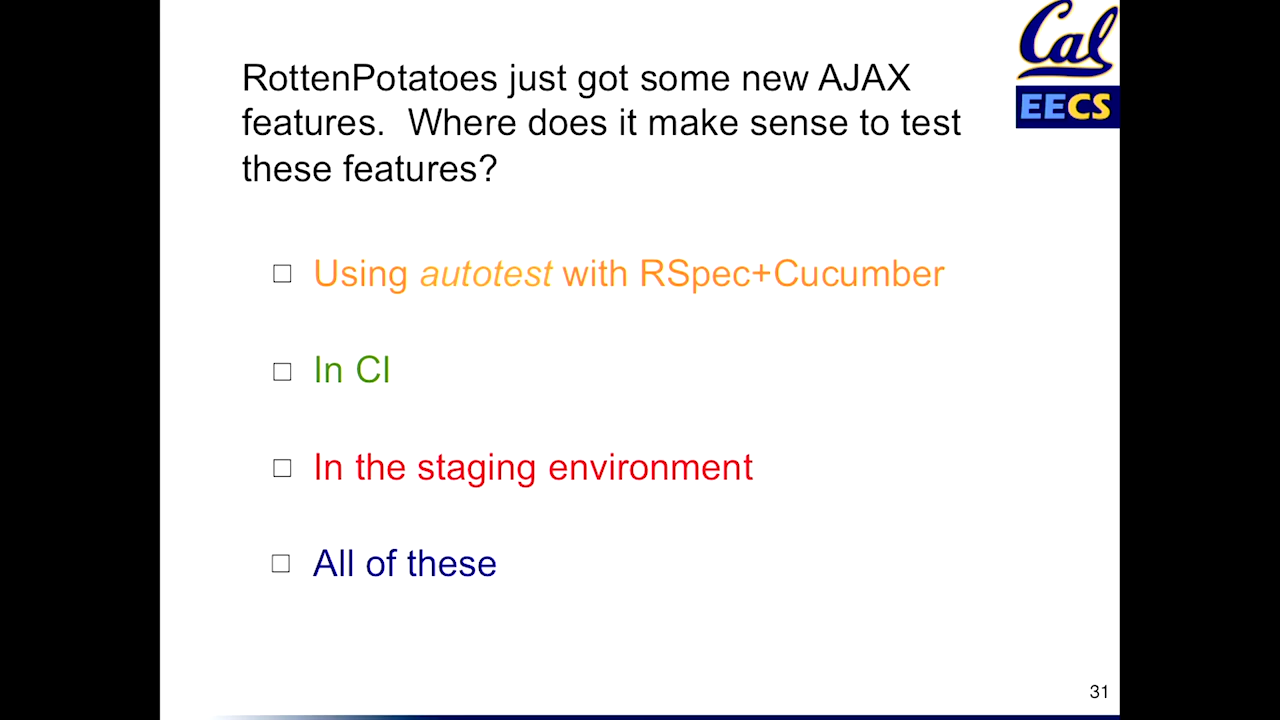 Cal
EECS
RottenPotatoes just got some new AJAX
features.  Where does it make sense to test
these features?
Using autotest with RSpec+Cucumber
In CI
In the staging environment
All of these
31